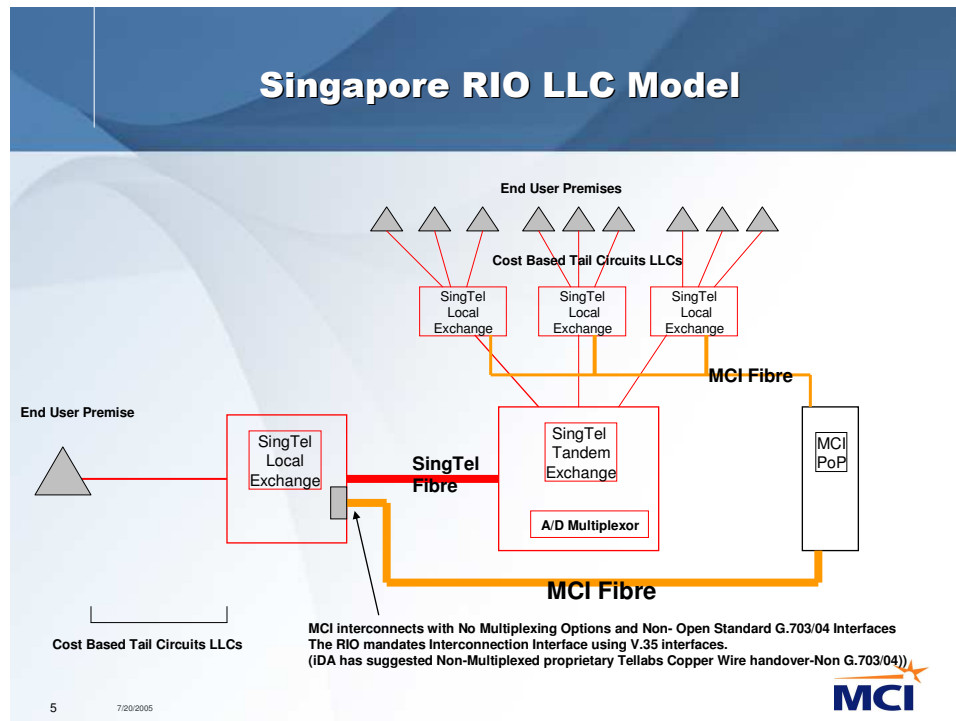 Singapore RIO LLC Model
End User Premises
Cost Based Tail Circuits LLCs
SingTel
Local
Exchange
SingTel
Local
Exchange
SingTel
Local
Exchange
MCI Fibre
End User Premise
SingTel
Local
Exchange
SingTel
Fibre
SingTel
Tandem
Exchange
A/D Multiplexor
MCI
PoP
MCI Fibre
Cost Based Tail Circuits LLCs
MCI interconnects with No Multiplexing Options and Non- Open Standard G.703/04 Interfaces
The RIO mandates Interconnection Interface using V.35 interfaces.
(iDA has suggested Non-Multiplexed proprietary Tellabs Copper Wire handover-Non G.703/04))
5
7/20/2005
MCI